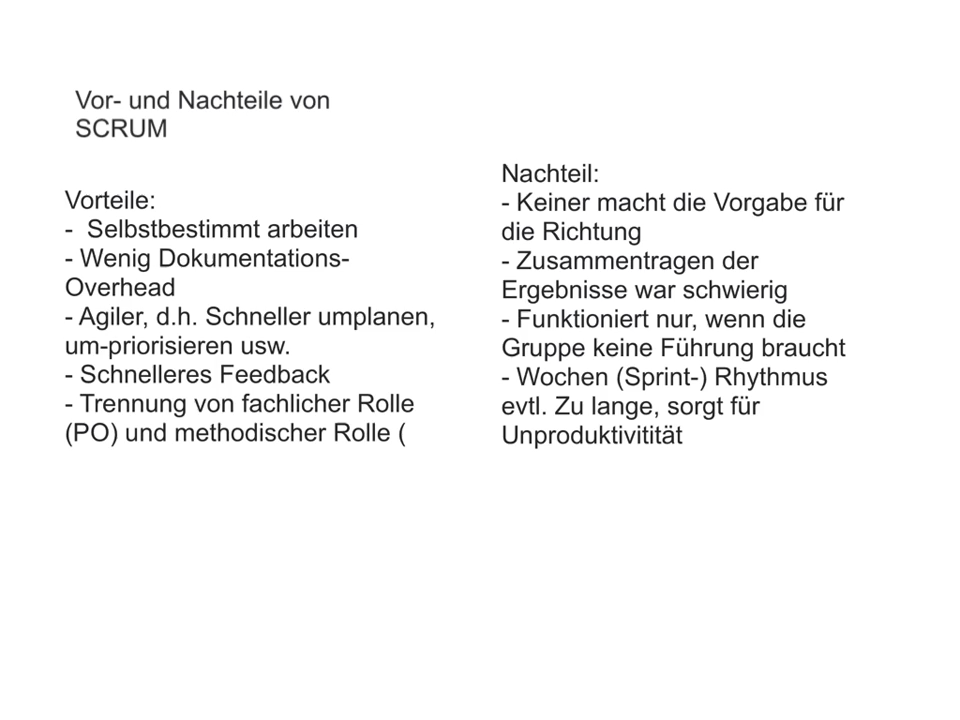 Vor- und Nachteile von
SCRUM
Vorteile:
-  Selbstbestimmt arbeiten
- Wenig Dokumentations-
Overhead
- Agiler, d.h. Schneller umplanen,
um-priorisieren usw.
- Schnelleres Feedback
- Trennung von fachlicher Rolle
(PO) und methodischer Rolle (
Nachteil:
- Keiner macht die Vorgabe für
die Richtung
- Zusammentragen der
Ergebnisse war schwierig
- Funktioniert nur, wenn die
Gruppe keine Führung braucht
- Wochen (Sprint-) Rhythmus
evtl. Zu lange, sorgt für
Unproduktivitität